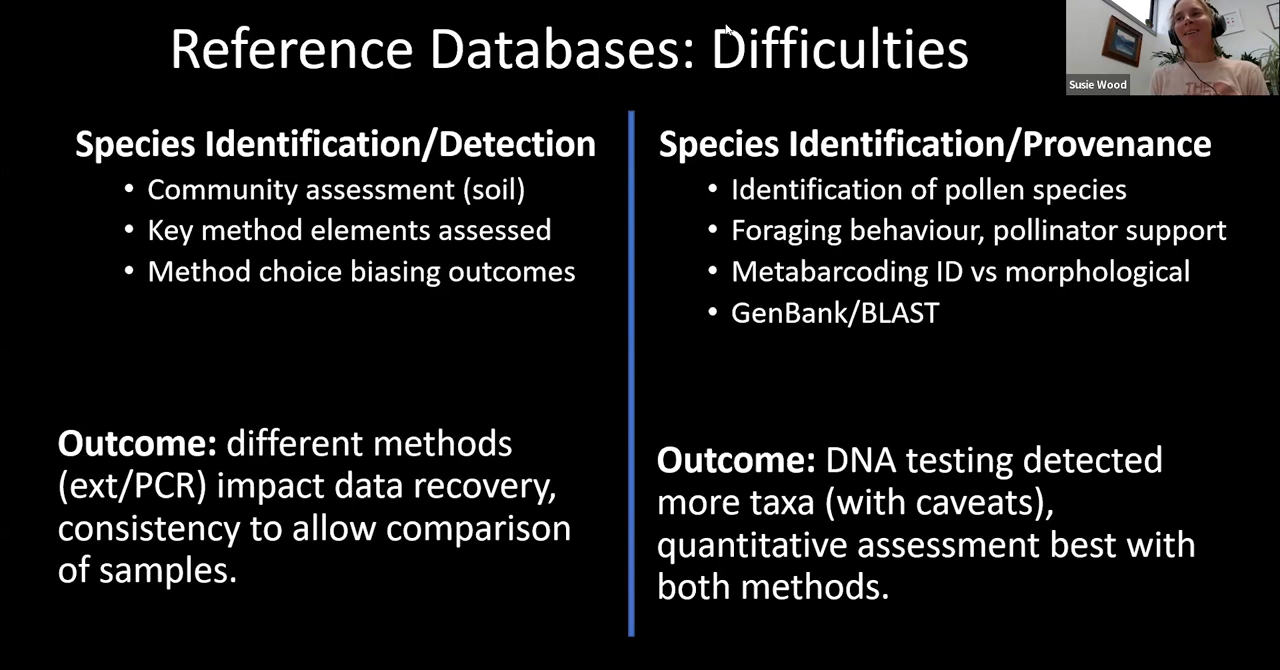 Reference Databases: Difficulties
Susie Wood
THE
Species Identification/Detection
• Community assessment (soil)
• Key method elements assessed
• Method choice biasing outcomes
Outcome: different methods
(ext/PCR) impact data recovery,
consistency to allow comparison
of samples.
Species Identification/Provenance
• Identification of pollen species
• Foraging behaviour, pollinator support
• Metabarcoding ID vs morphological
• GenBank/BLAST
Outcome: DNA testing detected
more taxa (with caveats),
quantitative assessment best with
both methods.